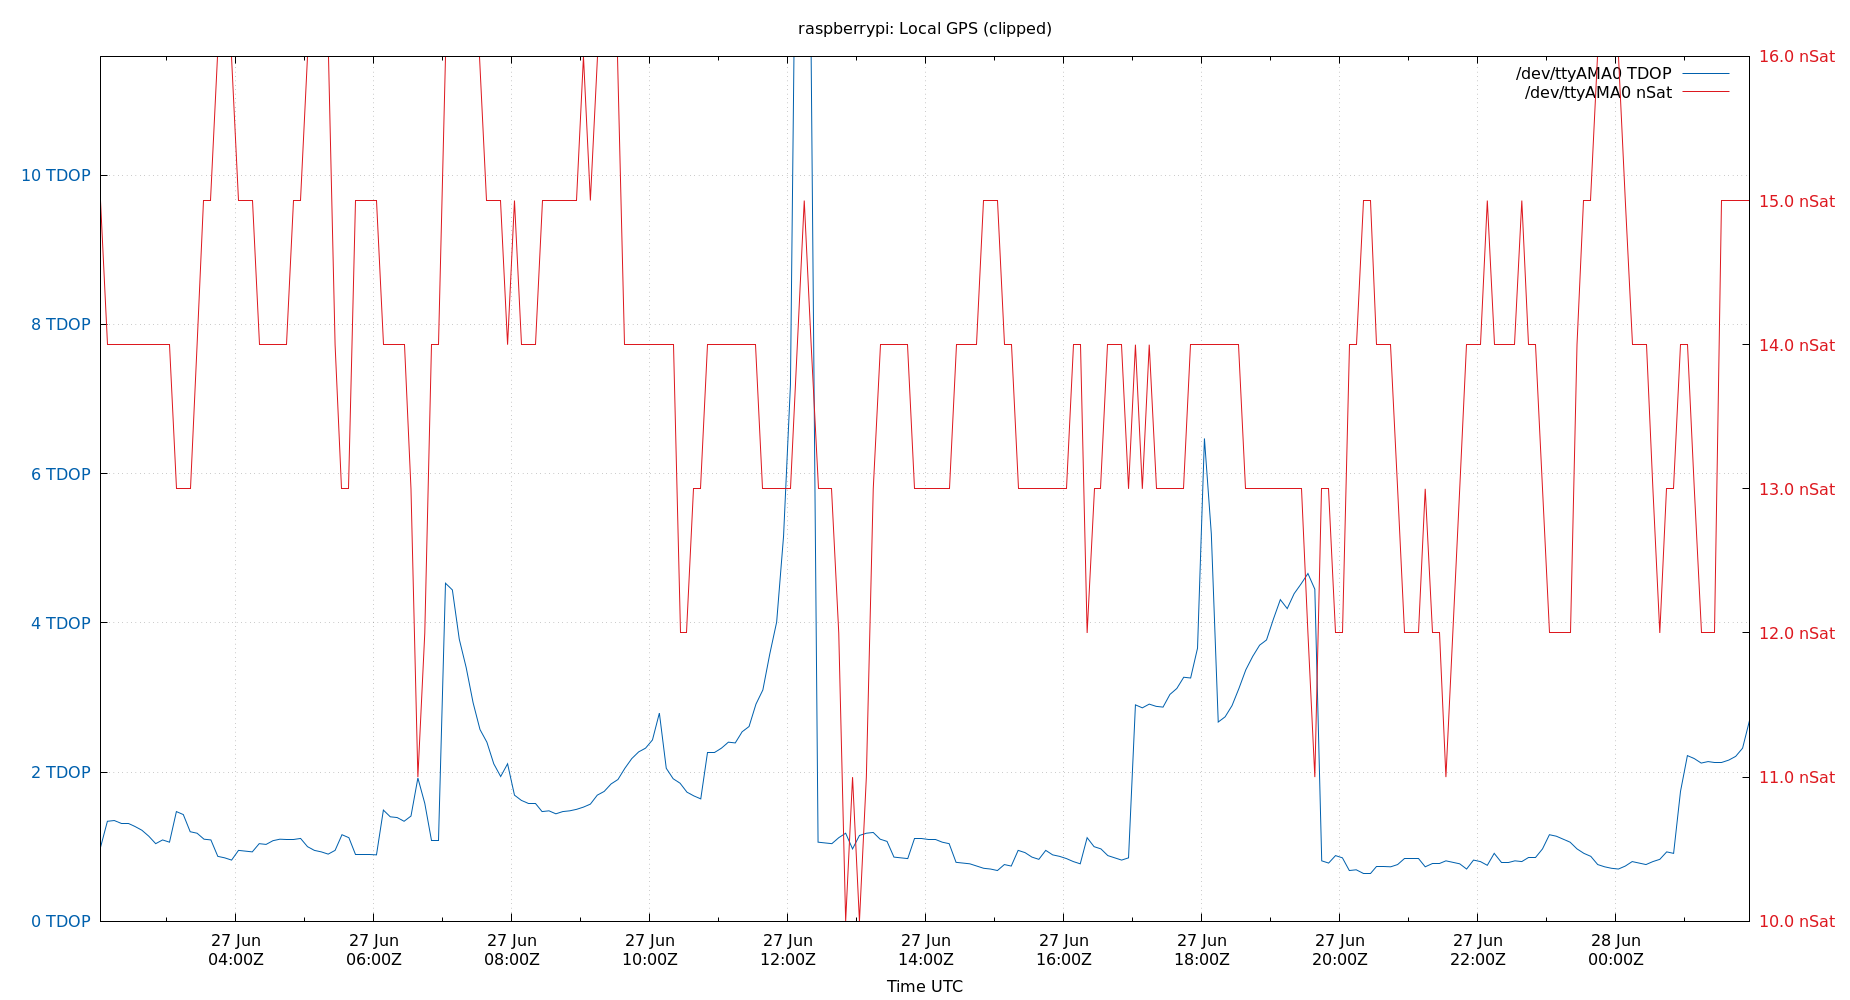 raspberrypi: Local GPS (clipped)
/dev/ttyAMA0 TDOP
/dev/ttyAMA0 nSat
10 TDOP
8 TDOP
6 TDOP
4 TDOP
2 TDOP
0 TDOP
16.0 nSat
15.0 nSat
14.0 nSat
13.0 nSat
12.0 nSat
11.0 nSat
10.0 nSat
27 Jun 27 Jun 27 Jun 27 Jun 27 Jun 27 Jun 27 Jun 27 Jun 27 Jun 27 Jun 28 Jun
04:00Z 06:00Z 08:00Z 10:00Z 12:00Z 14:00Z 16:00Z 18:00Z 20:00Z 22:00Z 00:00Z
Time UTC